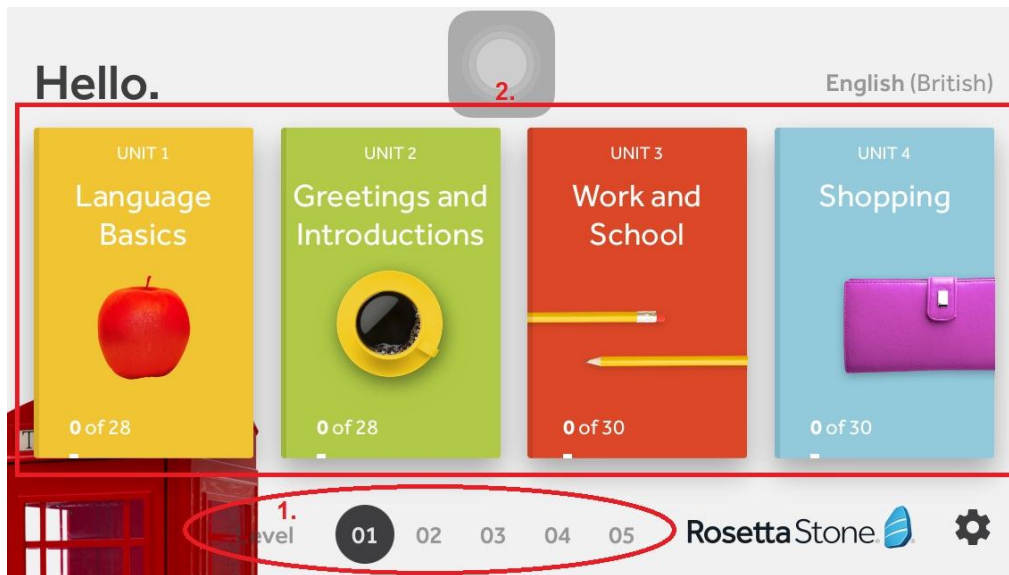 Hello.
2.
English (British)
UNIT 1
Language
Basics
0 of 28
UNIT 2
Greetings and
Introductions
0 of 28
UNIT 3
Work and
School
0 of 30
UNIT 4
Shopping
0 of 30
1.
Level 01 02 03 04 05
Rosetta Stone